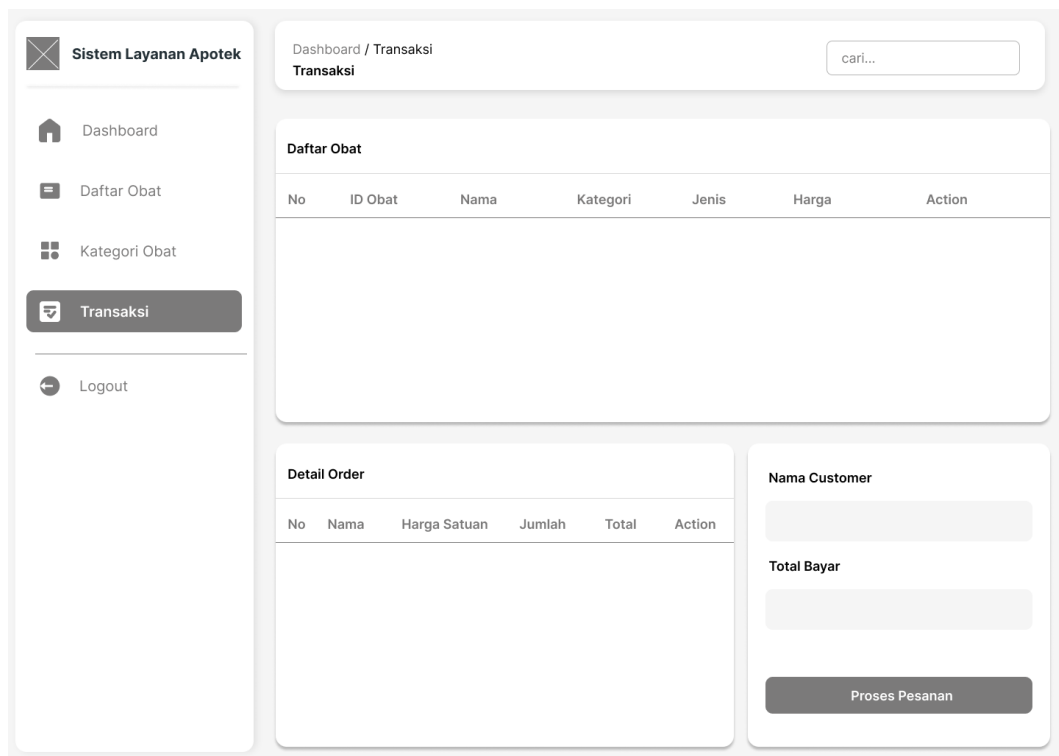 Sistem Layanan Apotek
Dashboard
Daftar Obat
Kategori Obat
Transaksi
Logout
Dashboard / Transaksi
Transaksi
cari...
Daftar Obat
No ID Obat Nama Kategori Jenis Harga Action
Detail Order
No Nama Harga Satuan Jumlah Total Action
Nama Customer
Total Bayar
Proses Pesanan